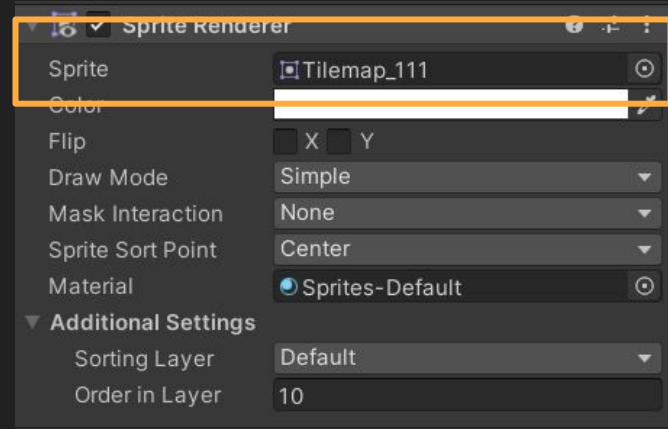 Sprite Renderer
Sprite Tilemap_111
Color
Flip X Y
Draw Mode Simple
Mask Interaction None
Sprite Sort Point Center
Material Sprites-Default
Additional Settings
Sorting Layer Default
Order in Layer 10